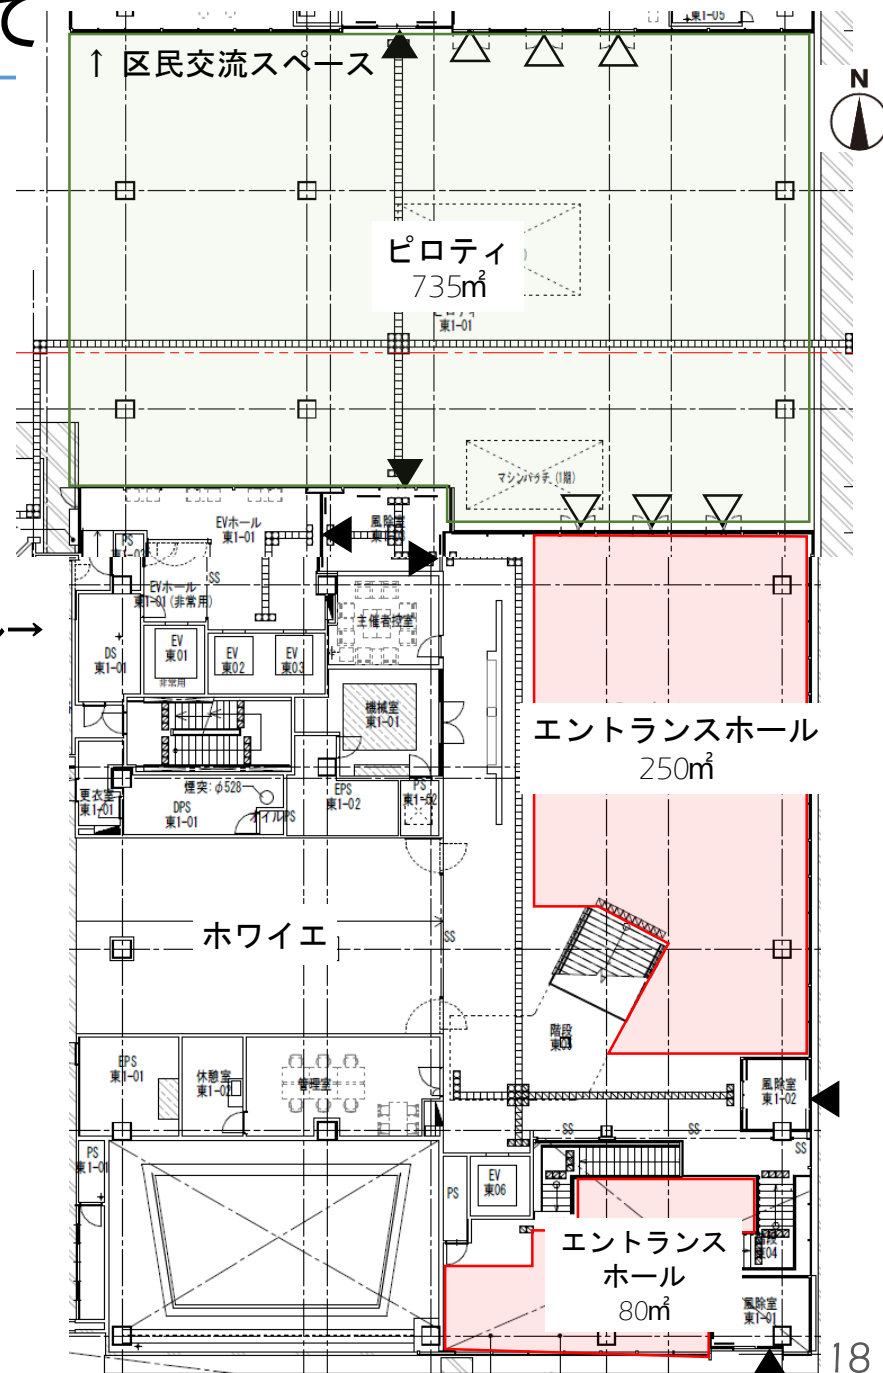 て
東1-05
↑ 区民交流スペース
N
ピロティ
735㎡
東1-01
マシンハッチ (1期)
EVホール
東1-01
風除室
PS
EVホール
東1-01 (非常用)
SS
主催者控室
→
DS
東1-01
EV
東01
非常用
EV
東02
EV
東03
機械室
東1-01
エントランスホール
250㎡
更衣室
東1-01
煙突:φ528
DPS
東1-01
オイルPS
EPS
東1-02
PS
東1-52
ホワイエ
SS
階段
EPS
東1-01
休憩室
東1-02
管理室
風除室
東1-02
SS
SS
SS
PS
東1-01
PS
EV
東06
エントランス
ホール
80㎡
東04
風除室
東1-01
18